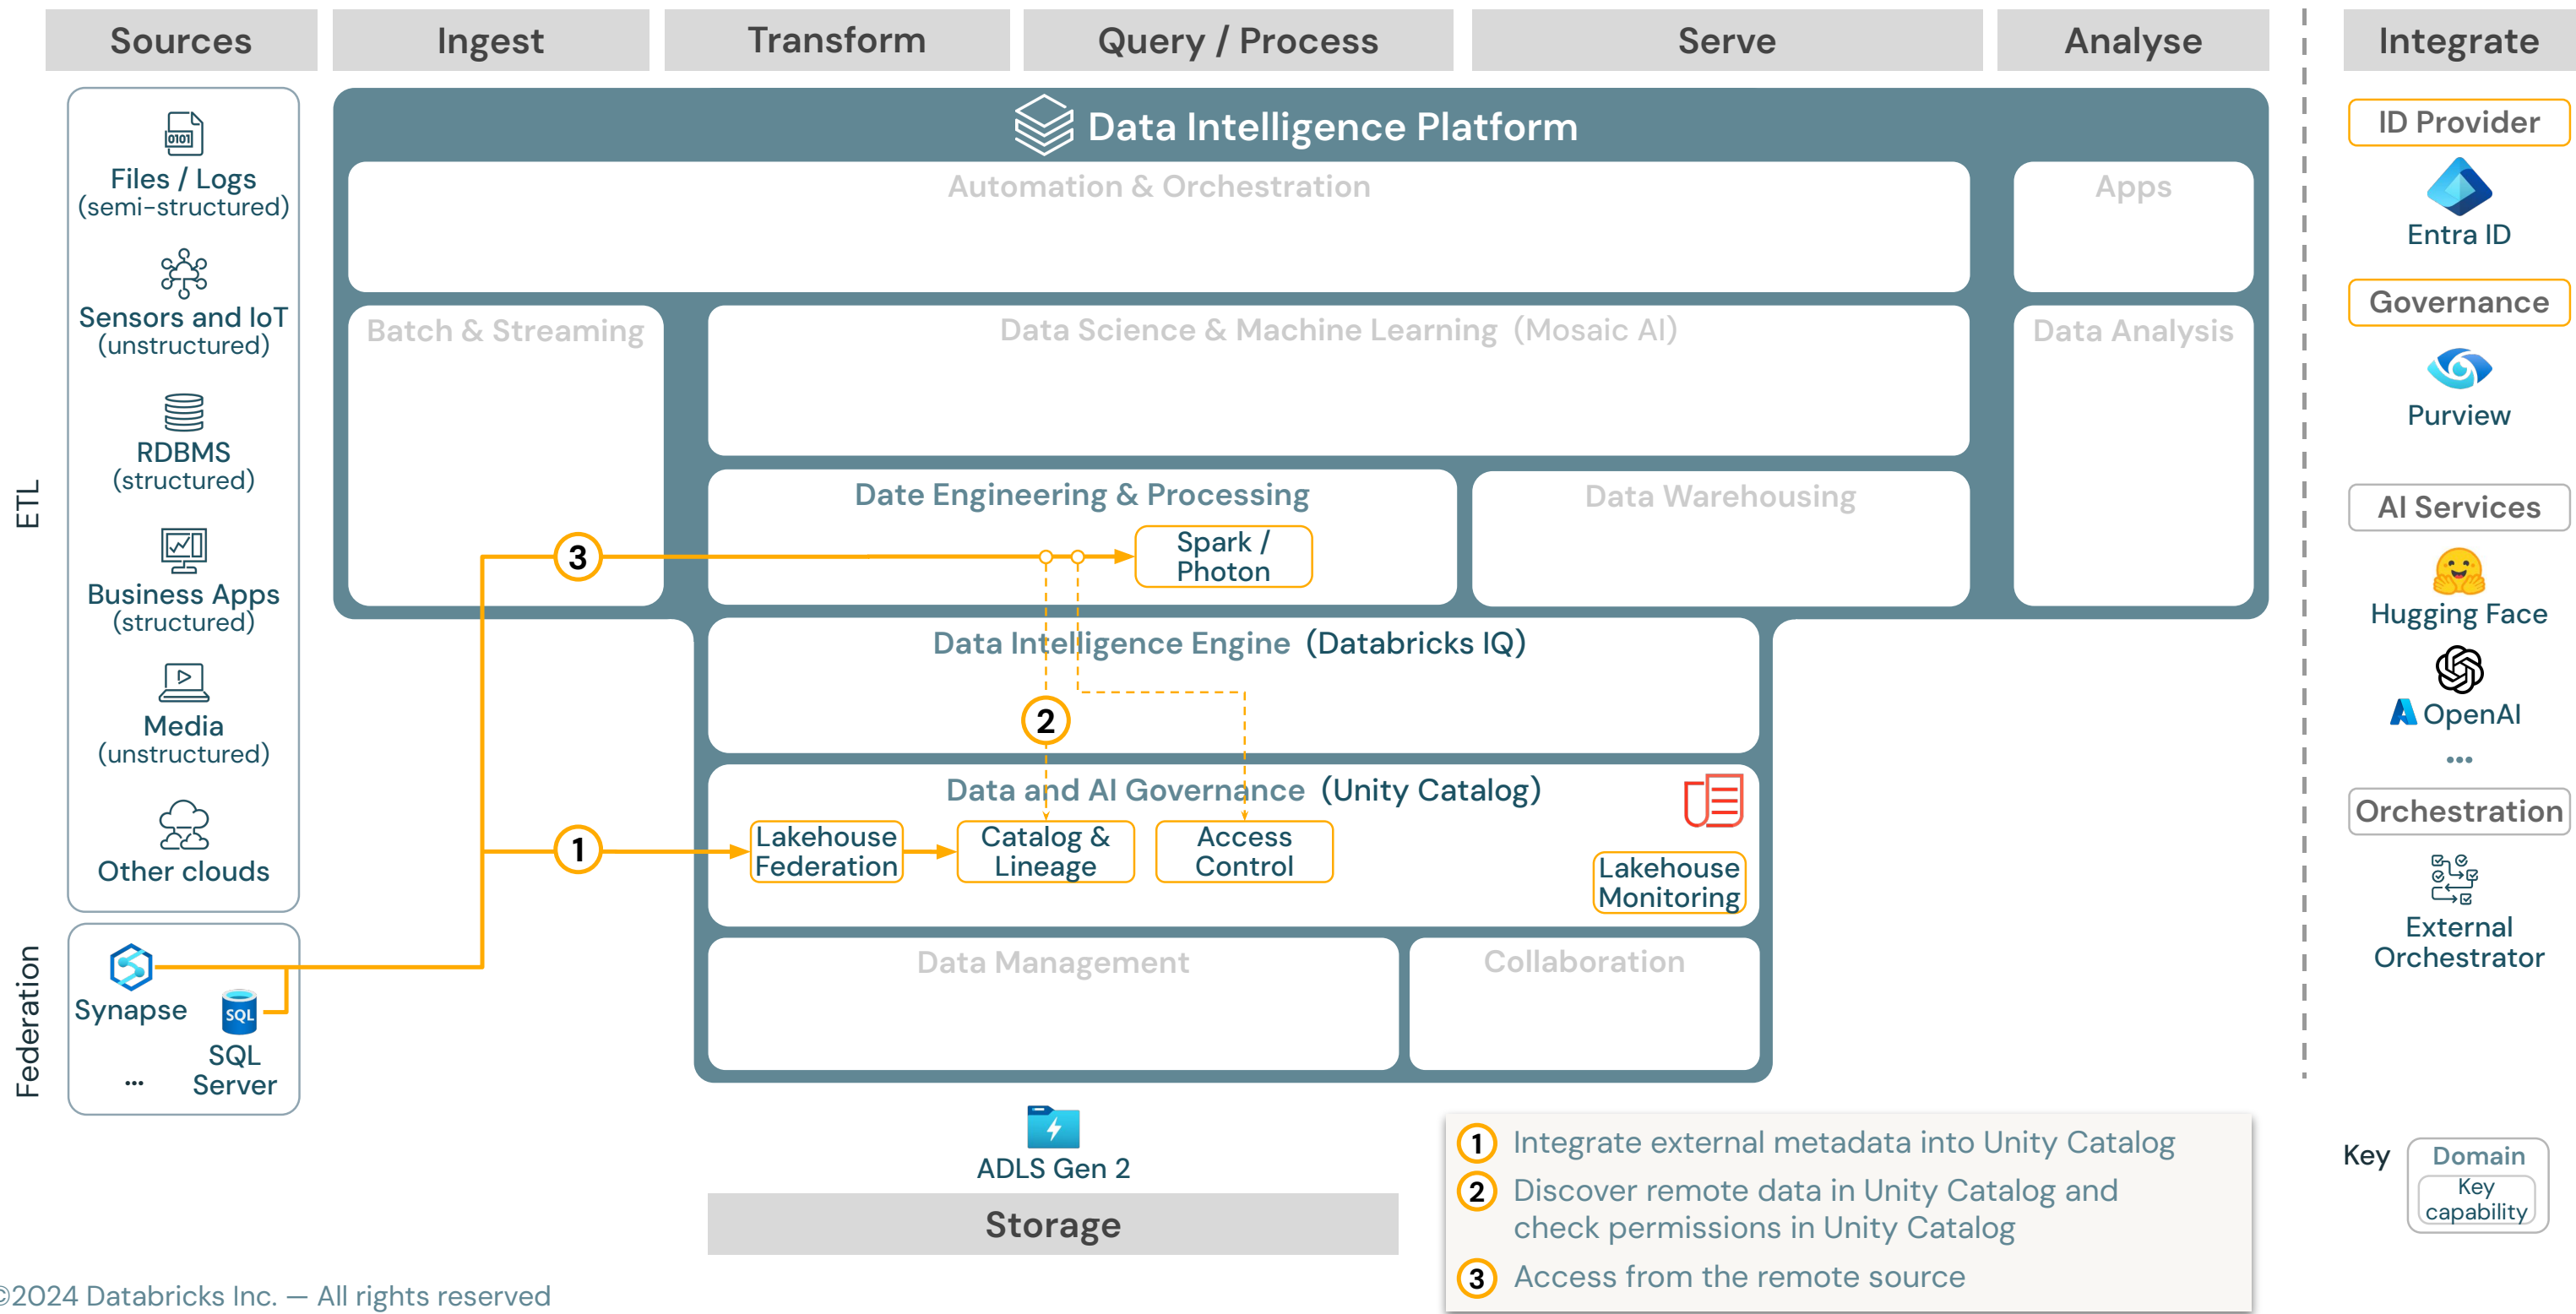 Sources
Ingest
Transform
Query / Process
Serve
Analyse
Integrate
ETL
Files / Logs
(semi-structured)
0101
Sensors and IoT
(unstructured)
RDBMS
(structured)
Business Apps
(structured)
Media
(unstructured)
Other clouds
Federation
Synapse
SQL
SQL
Server
...
Data Intelligence Platform
Automation & Orchestration
Apps
Batch & Streaming
Data Science & Machine Learning (Mosaic AI)
Data Analysis
Date Engineering & Processing
Spark /
Photon
Data Warehousing
3
Data Intelligence Engine (Databricks IQ)
2
Data and AI Governance (Unity Catalog)
1
Lakehouse
Federation
Catalog &
Lineage
Access
Control
Lakehouse
Monitoring
Data Management
Collaboration
ADLS Gen 2
Storage
ID Provider
Entra ID
Governance
Purview
AI Services
Hugging Face
OpenAI
...
Orchestration
External
Orchestrator
1 Integrate external metadata into Unity Catalog
2 Discover remote data in Unity Catalog and
check permissions in Unity Catalog
3 Access from the remote source
Key
Domain
Key
capability
©2024 Databricks Inc. — All rights reserved